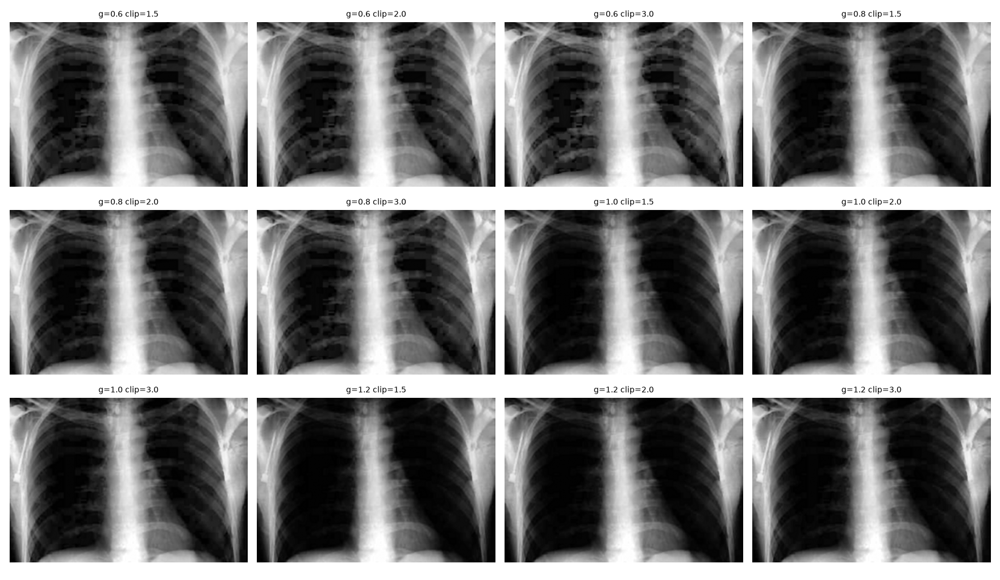 g=0.6 clip=1.5
g=0.6 clip=2.0
g=0.6 clip=3.0
g=0.8 clip=1.5
g=0.8 clip=2.0
g=0.8 clip=3.0
g=1.0 clip=1.5
g=1.0 clip=2.0
g=1.0 clip=3.0
g=1.2 clip=1.5
g=1.2 clip=2.0
g=1.2 clip=3.0